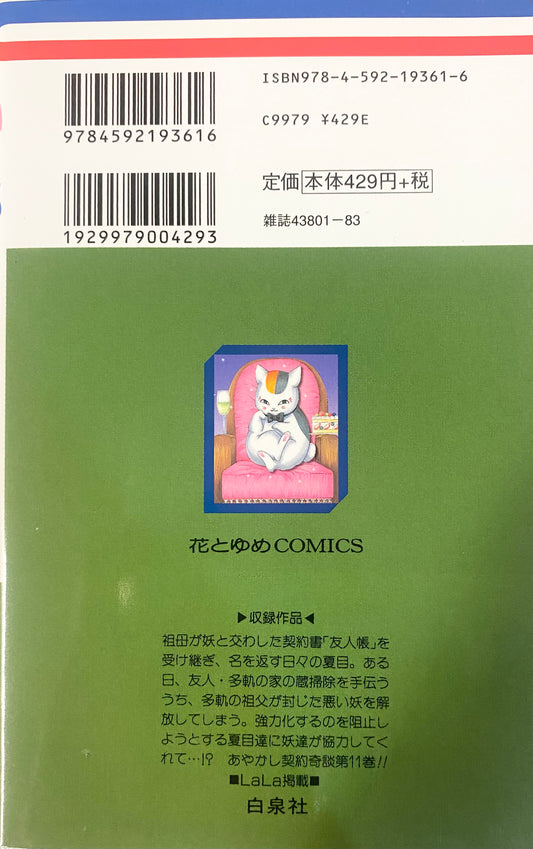 ISBN978-4-592-19361-6
9784592193616
C9979 ¥429E
定価 本体429円+税
1929979004293
雑誌43801-83
花とゆめCOMICS
▶収録作品◀
祖母が妖と交わした契約書「友人帳」を
受け継ぎ、名を返す日々の夏目。ある
日、友人・多軌の家の蔵掃除を手伝う
うち、多軌の祖父が封じた悪い妖を解
放してしまう。強力化するのを阻止し
ようとする夏目達に妖達が協力してく
れて…!? あやかし契約奇談第11巻!!
■LaLa掲載■
白泉社